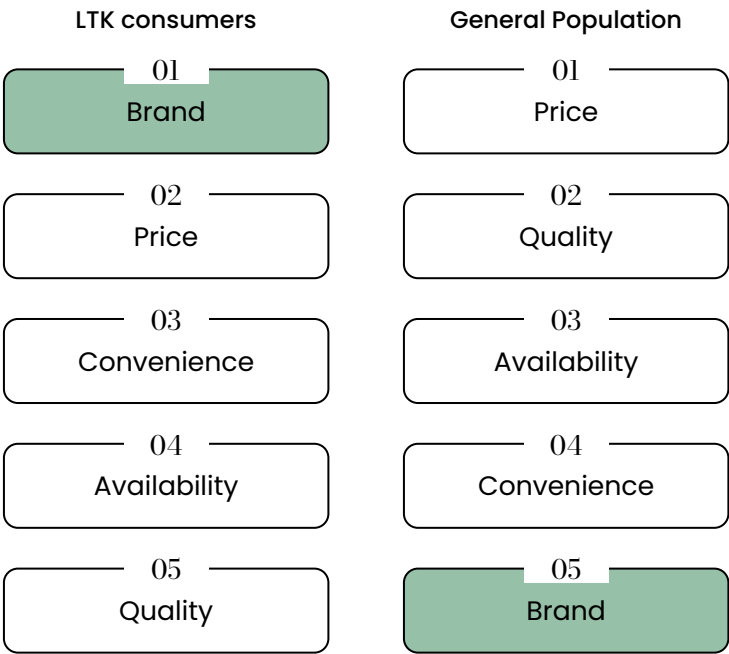 LTK consumers
01
Brand
02
Price
03
Convenience
04
Availability
05
Quality
General Population
01
Price
02
Quality
03
Availability
04
Convenience
05
Brand